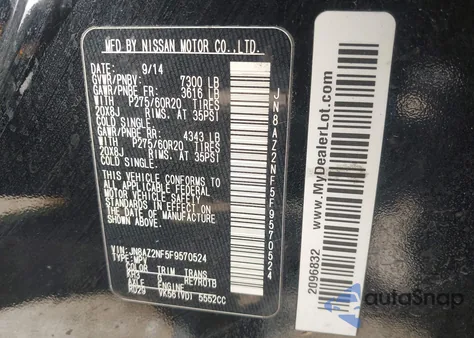 MFD BY NISSAN MOTOR CO.,LTD.
DATE: 9/14
GVWR/PNBV: 7300 LB
GAWR/PNBE FR: 3616 LB
WITH P275/60R20 TIRES
20X8J RIMS, AT 35PSI
COLD SINGLE.
GAWR/PNBE RR: 4343 LB
WITH P275/60R20 TIRES
20X8J RIMS, AT 35PSI
COLD SINGLE.
THIS VEHICLE CONFORMS
TO ALL APPLICABLE FEDERAL
MOTOR VEHICLE SAFETY
STANDARDS IN EFFECT ON
THE DATE OF MANUFACTURE
SHOWN ABOVE.
VIN: JN8AZ2NF5F9570524
TYPE: MPV
COLOR TRIM TRANS
KH3 G RE7R01B
AXLE ENGINE
RD29 VK56(VD) 5552CC
JN8AZ2NF5F9570524
www.MyDealerLot.com
2096832
autoSnap